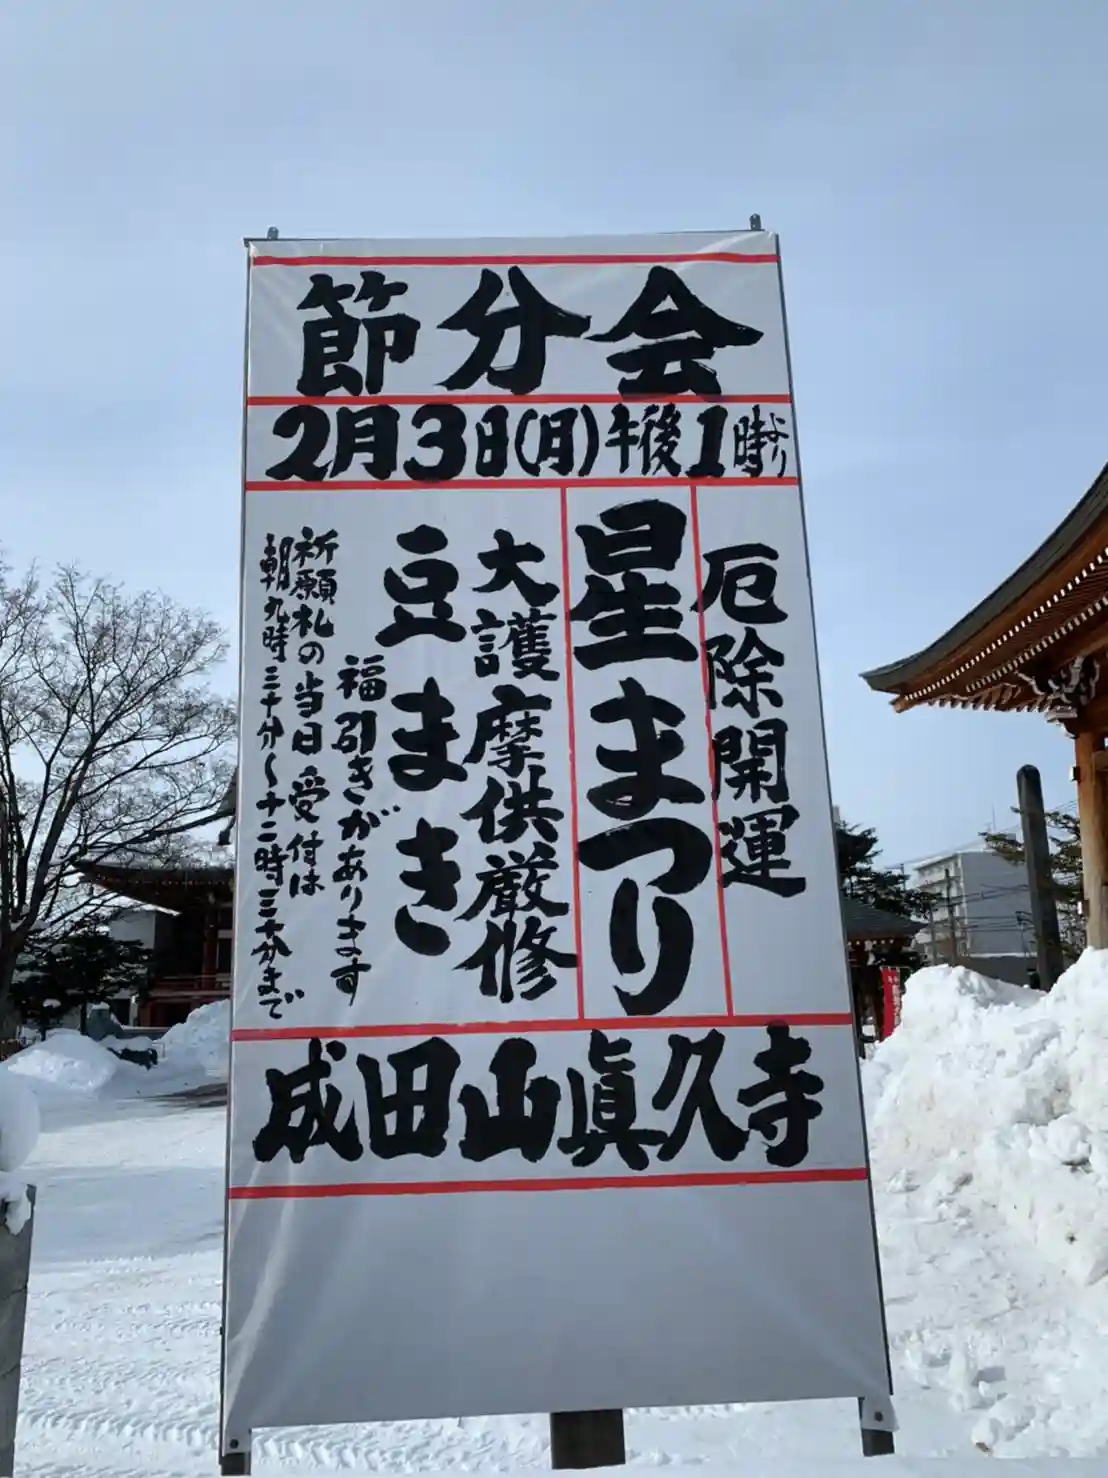 節分会
2月3日(月)午後1時より
厄除開運
星まつり
大護摩供厳修
豆まき
福引きがあります
祈願札の当日受付は
朝九時三十分〜十二時三十分まで
成田山眞久寺